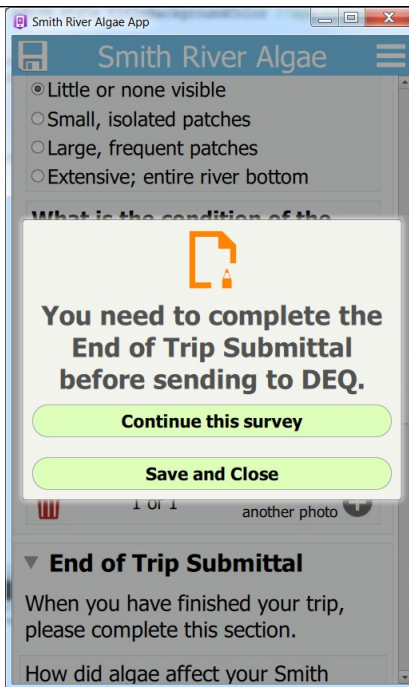 Smith River Algae App
Smith River Algae
Little or none visible
Small, isolated patches
Large, frequent patches
Extensive; entire river bottom
What is the condition of the
You need to complete the
End of Trip Submittal
before sending to DEQ.
Continue this survey
Save and Close
1 of 1
another photo
End of Trip Submittal
When you have finished your trip,
please complete this section.
How did algae affect your Smith